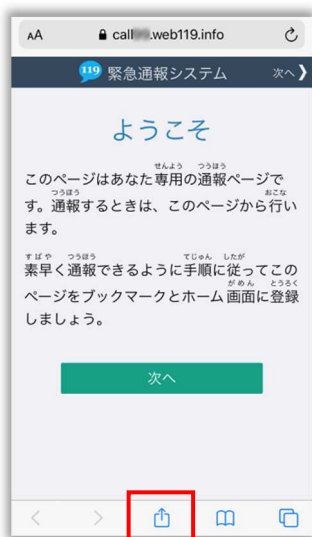 AA call .web119.info
119 緊急通報システム 次へ❯
ようこそ
せんよう つうほう
このページはあなた専用の通報ページで
つうほう おこな
す。通報するときは、このページから行い
ます。
すばや つうほう てじゅん したが
素早く通報できるように手順に従ってこの
がめん とうろく
ページをブックマークとホーム画面に登録
しましょう。
次へ